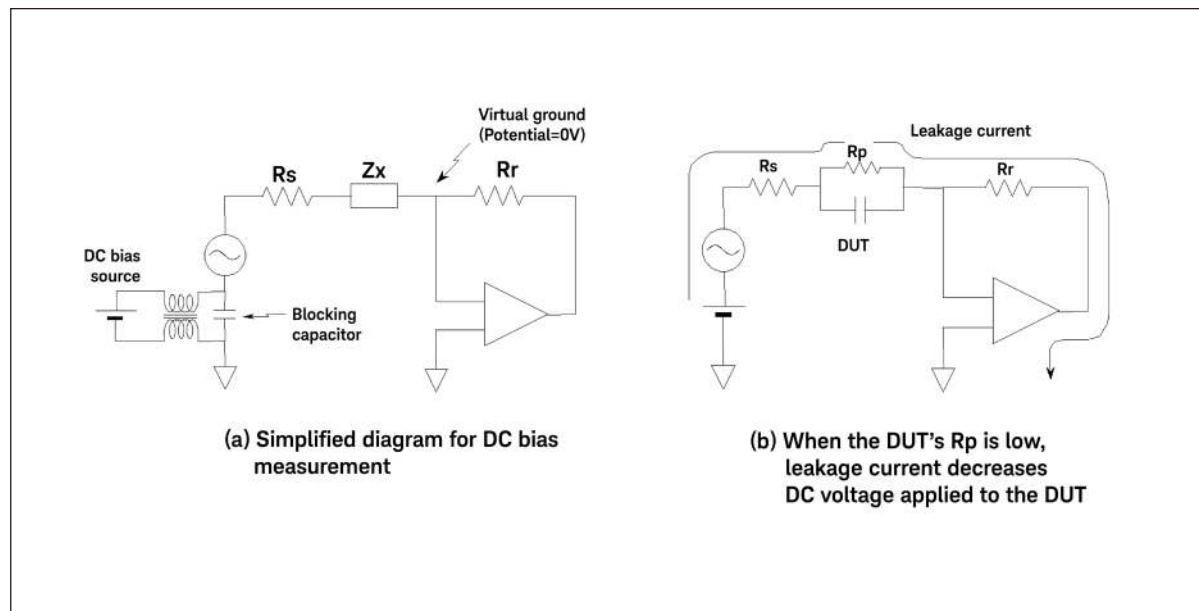 Virtual ground
(Potential=0V)
Rs
Zx
Rr
DC bias
source
Blocking
capacitor
(a) Simplified diagram for DC bias
measurement
Leakage current
Rs
Rp
Rr
DUT
(b) When the DUT's Rp is low,
leakage current decreases
DC voltage applied to the DUT